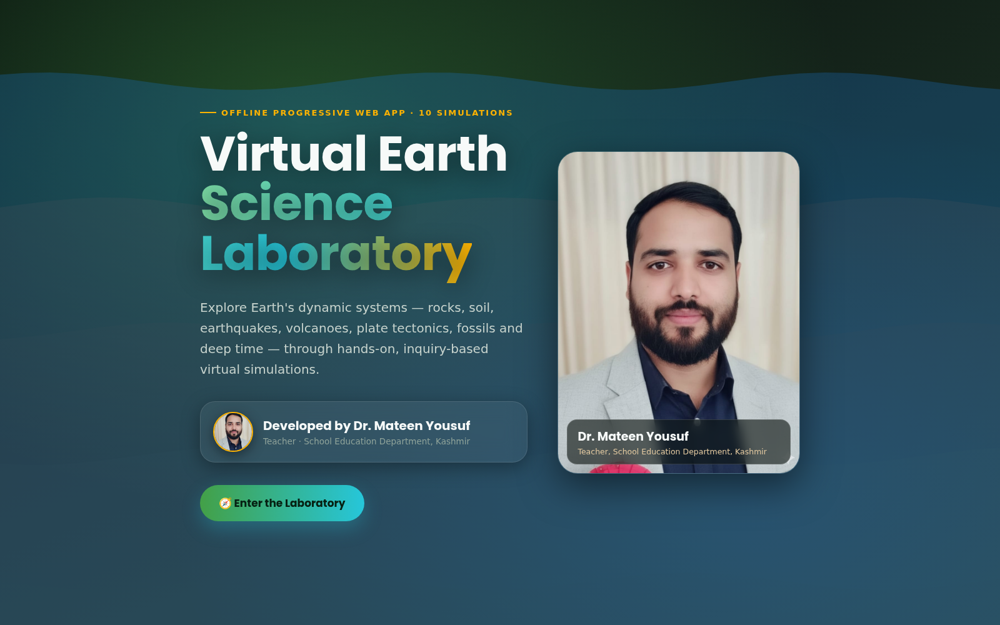 OFFLINE PROGRESSIVE WEB APP · 10 SIMULATIONS
Virtual Earth
Science
Laboratory
Explore Earth's dynamic systems — rocks, soil,
earthquakes, volcanoes, plate tectonics, fossils and
deep time — through hands-on, inquiry-based
virtual simulations.
Developed by Dr. Mateen Yousuf
Teacher · School Education Department, Kashmir
🧭 Enter the Laboratory
Dr. Mateen Yousuf
Teacher, School Education Department, Kashmir